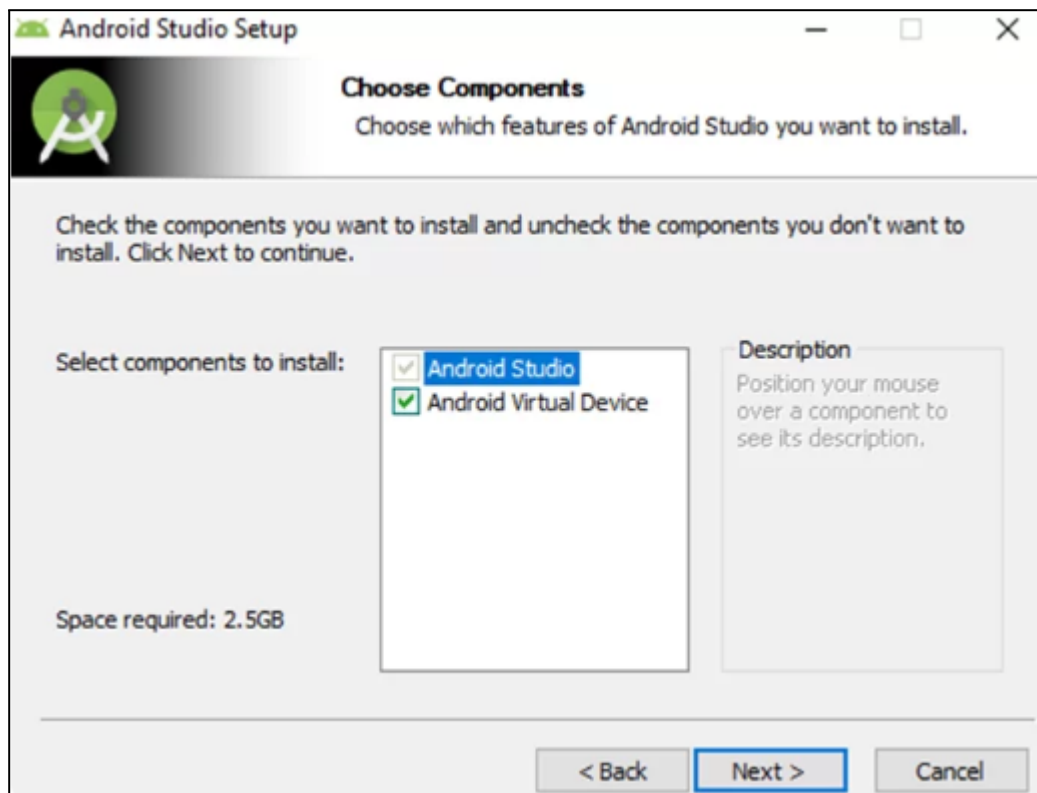 Android Studio Setup
Choose Components
Choose which features of Android Studio you want to install.
Check the components you want to install and uncheck the components you don't want to
install. Click Next to continue.
Select components to install:
Android Studio
Android Virtual Device
Description
Position your mouse
over a component to
see its description.
Space required: 2.5GB
< Back
Next >
Cancel